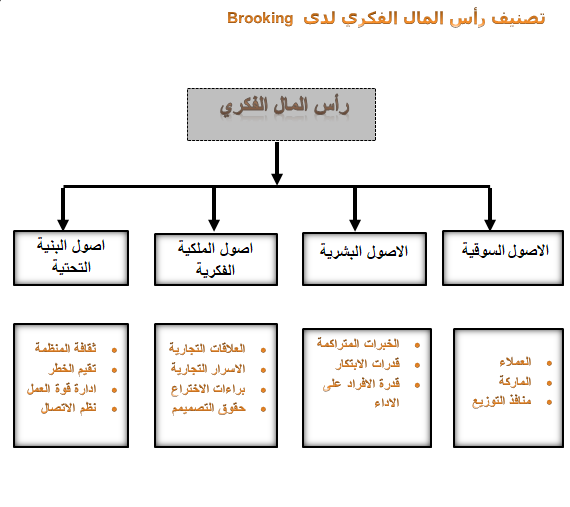 تصنيف رأس المال الفكري لدى Brooking
رأس المال الفكري
الاصول السوقية
الاصول البشرية
اصول الملكية
الفكرية
اصول البنية
التحتية
• العملاء
• الماركة
• منافذ التوزيع
• الخبرات المتراكمة
• قدرات الابتكار
• قدرة الافراد على
الاداء
• العلاقات التجارية
• الاسرار التجارية
• براءات الاختراع
• حقوق التصميمم
• ثقافة المنظمة
• تقيم الخطر
• ادارة قوة العمل
• نظم الاتصال